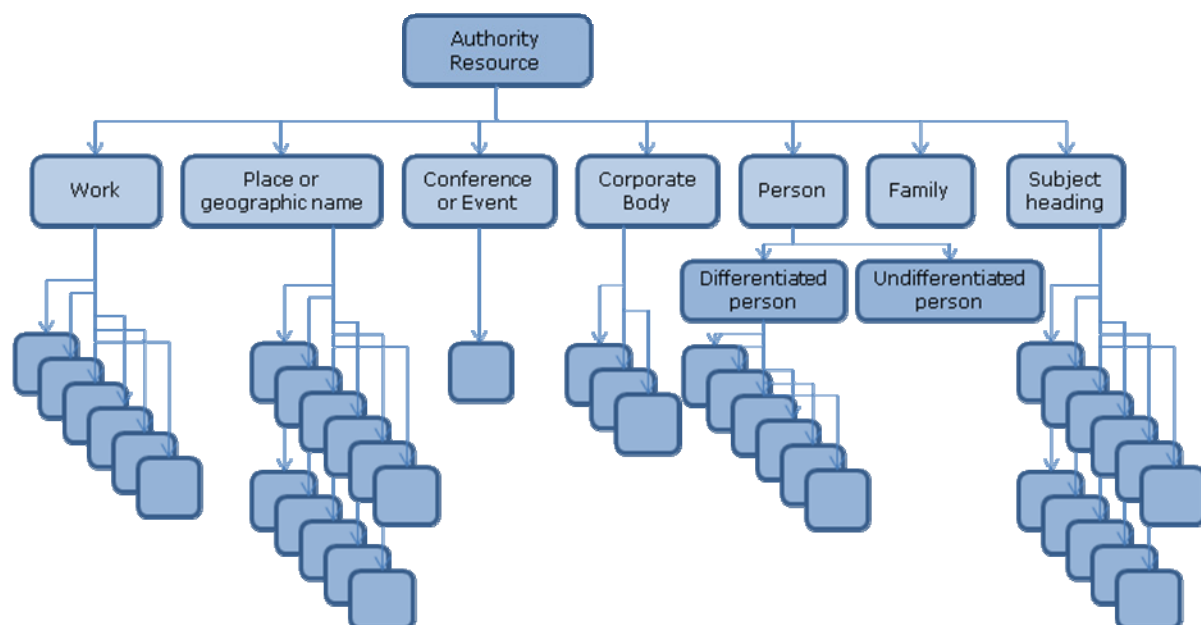 Authority
Resource
Work
Place or
geographic name
Conference
or Event
Corporate
Body
Person
Family
Subject
heading
Differentiated
person
Undifferentiated
person